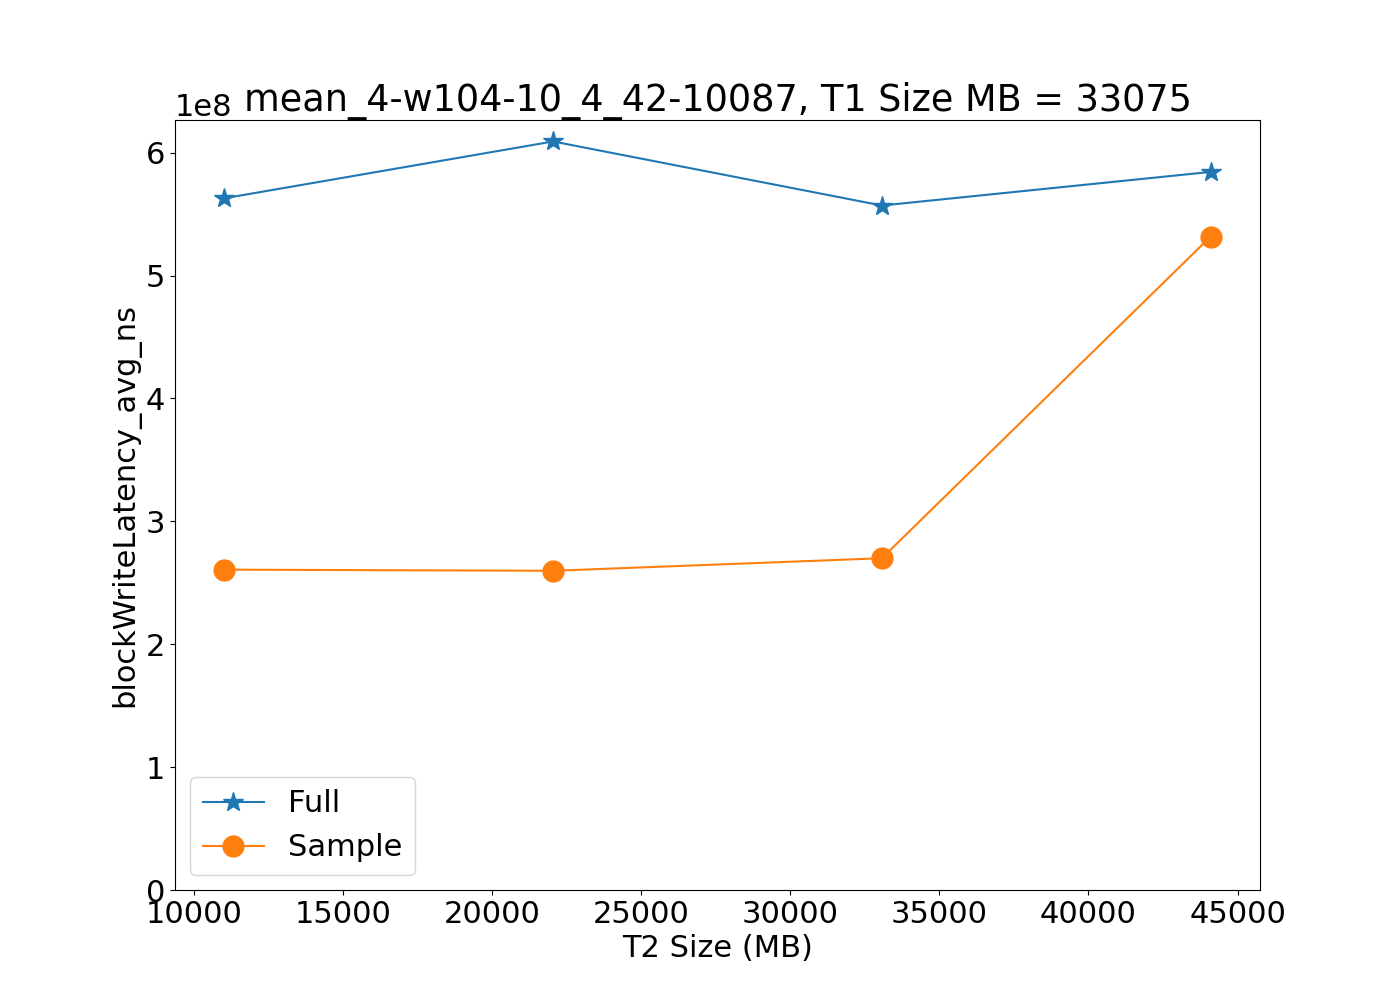 1e8
mean_4-w104-10_4_42-10087, T1 Size MB = 33075
6
5
4
3
2
1
0
blockWriteLatency_avg_ns
Full
Sample
10000 15000 20000 25000 30000 35000 40000 45000
T2 Size (MB)